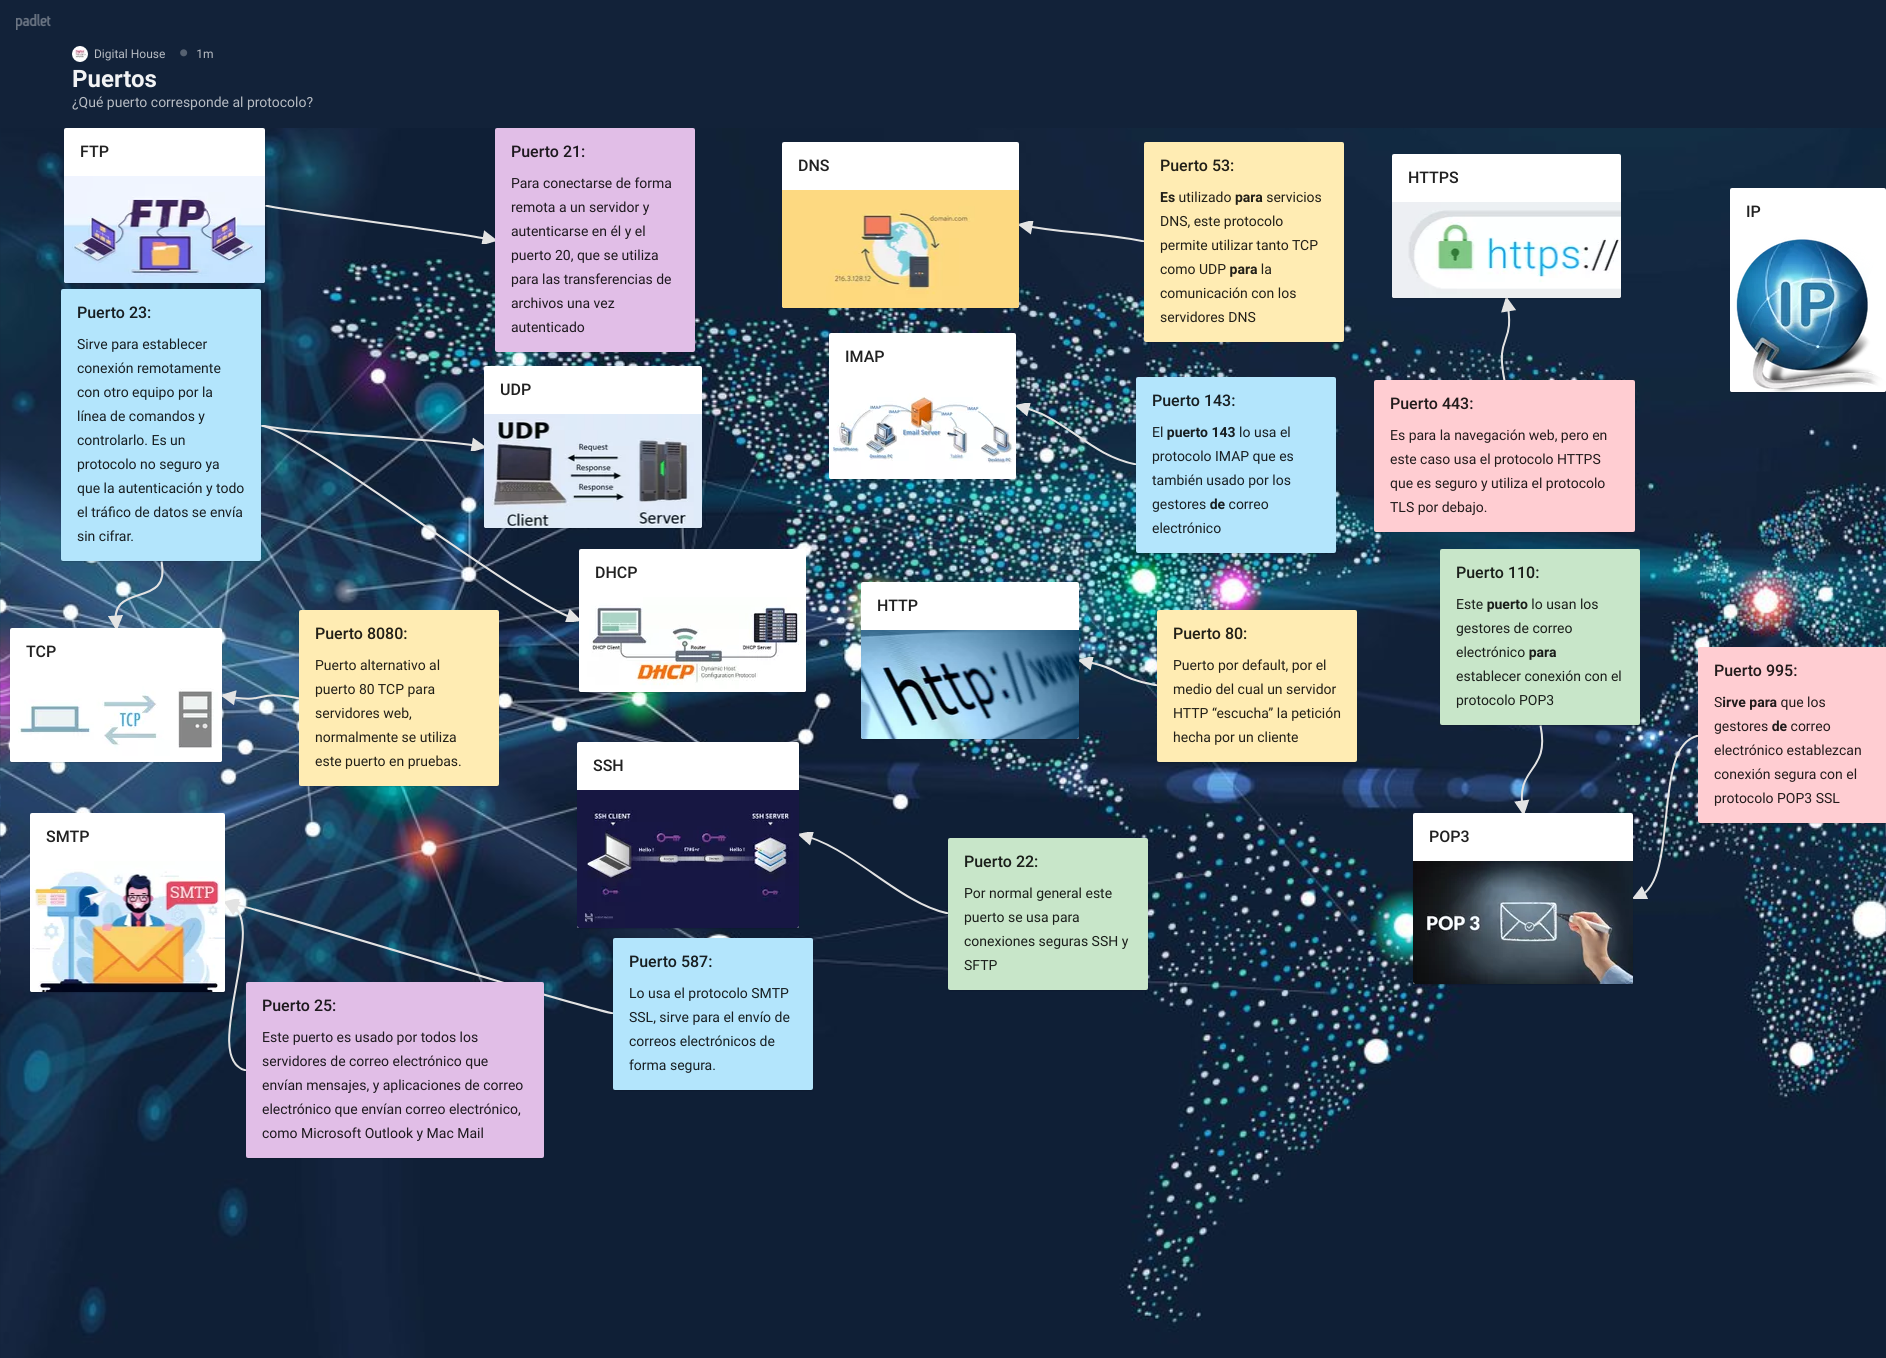 padlet
Digital House 1m
Puertos
¿Qué puerto corresponde al protocolo?
FTP
FTP
Puerto 21:
Para conectarse de forma
remota a un servidor y
autenticarse en él y el
puerto 20, que se utiliza
para las transferencias de
archivos una vez
autenticado
DNS
domain.com
216.3.128.12
Puerto 53:
Es utilizado para servicios
DNS, este protocolo
permite utilizar tanto TCP
como UDP para la
comunicación con los
servidores DNS
HTTPS
https://
IP
IP
Puerto 23:
Sirve para establecer
conexión remotamente
con otro equipo por la
línea de comandos y
controlarlo. Es un
protocolo no seguro ya
que la autenticación y todo
el tráfico de datos se envía
sin cifrar.
UDP
UDP
Request
Response
Response
Client
Server
IMAP
IMAP
IMAP
IMAP
IMAP
Email Server
SmartPhone
Desktop PC
Tablet
Desktop PC
Puerto 143:
El puerto 143 lo usa el
protocolo IMAP que es
también usado por los
gestores de correo
electrónico
Puerto 443:
Es para la navegación web, pero en
este caso usa el protocolo HTTPS
que es seguro y utiliza el protocolo
TLS por debajo.
DHCP
DHCP Client
Router
DHCP Server
DHCP
Dynamic Host
Configuration Protocol
HTTP
http://www
Puerto 80:
Puerto por default, por el
medio del cual un servidor
HTTP “escucha” la petición
hecha por un cliente
Puerto 110:
Este puerto lo usan los
gestores de correo
electrónico para
establecer conexión con el
protocolo POP3
Puerto 995:
Sirve para que los
gestores de correo
electrónico establezcan
conexión segura con el
protocolo POP3 SSL
TCP
TCP
Puerto 8080:
Puerto alternativo al
puerto 80 TCP para
servidores web,
normalmente se utiliza
este puerto en pruebas.
SSH
SSH CLIENT
SSH SERVER
Hello !
Hello !
Puerto 22:
Por normal general este
puerto se usa para
conexiones seguras SSH y
SFTP
POP3
POP 3
SMTP
SMTP
Puerto 25:
Este puerto es usado por todos los
servidores de correo electrónico que
envían mensajes, y aplicaciones de correo
electrónico que envían correo electrónico,
como Microsoft Outlook y Mac Mail
Puerto 587:
Lo usa el protocolo SMTP
SSL, sirve para el envío de
correos electrónicos de
forma segura.